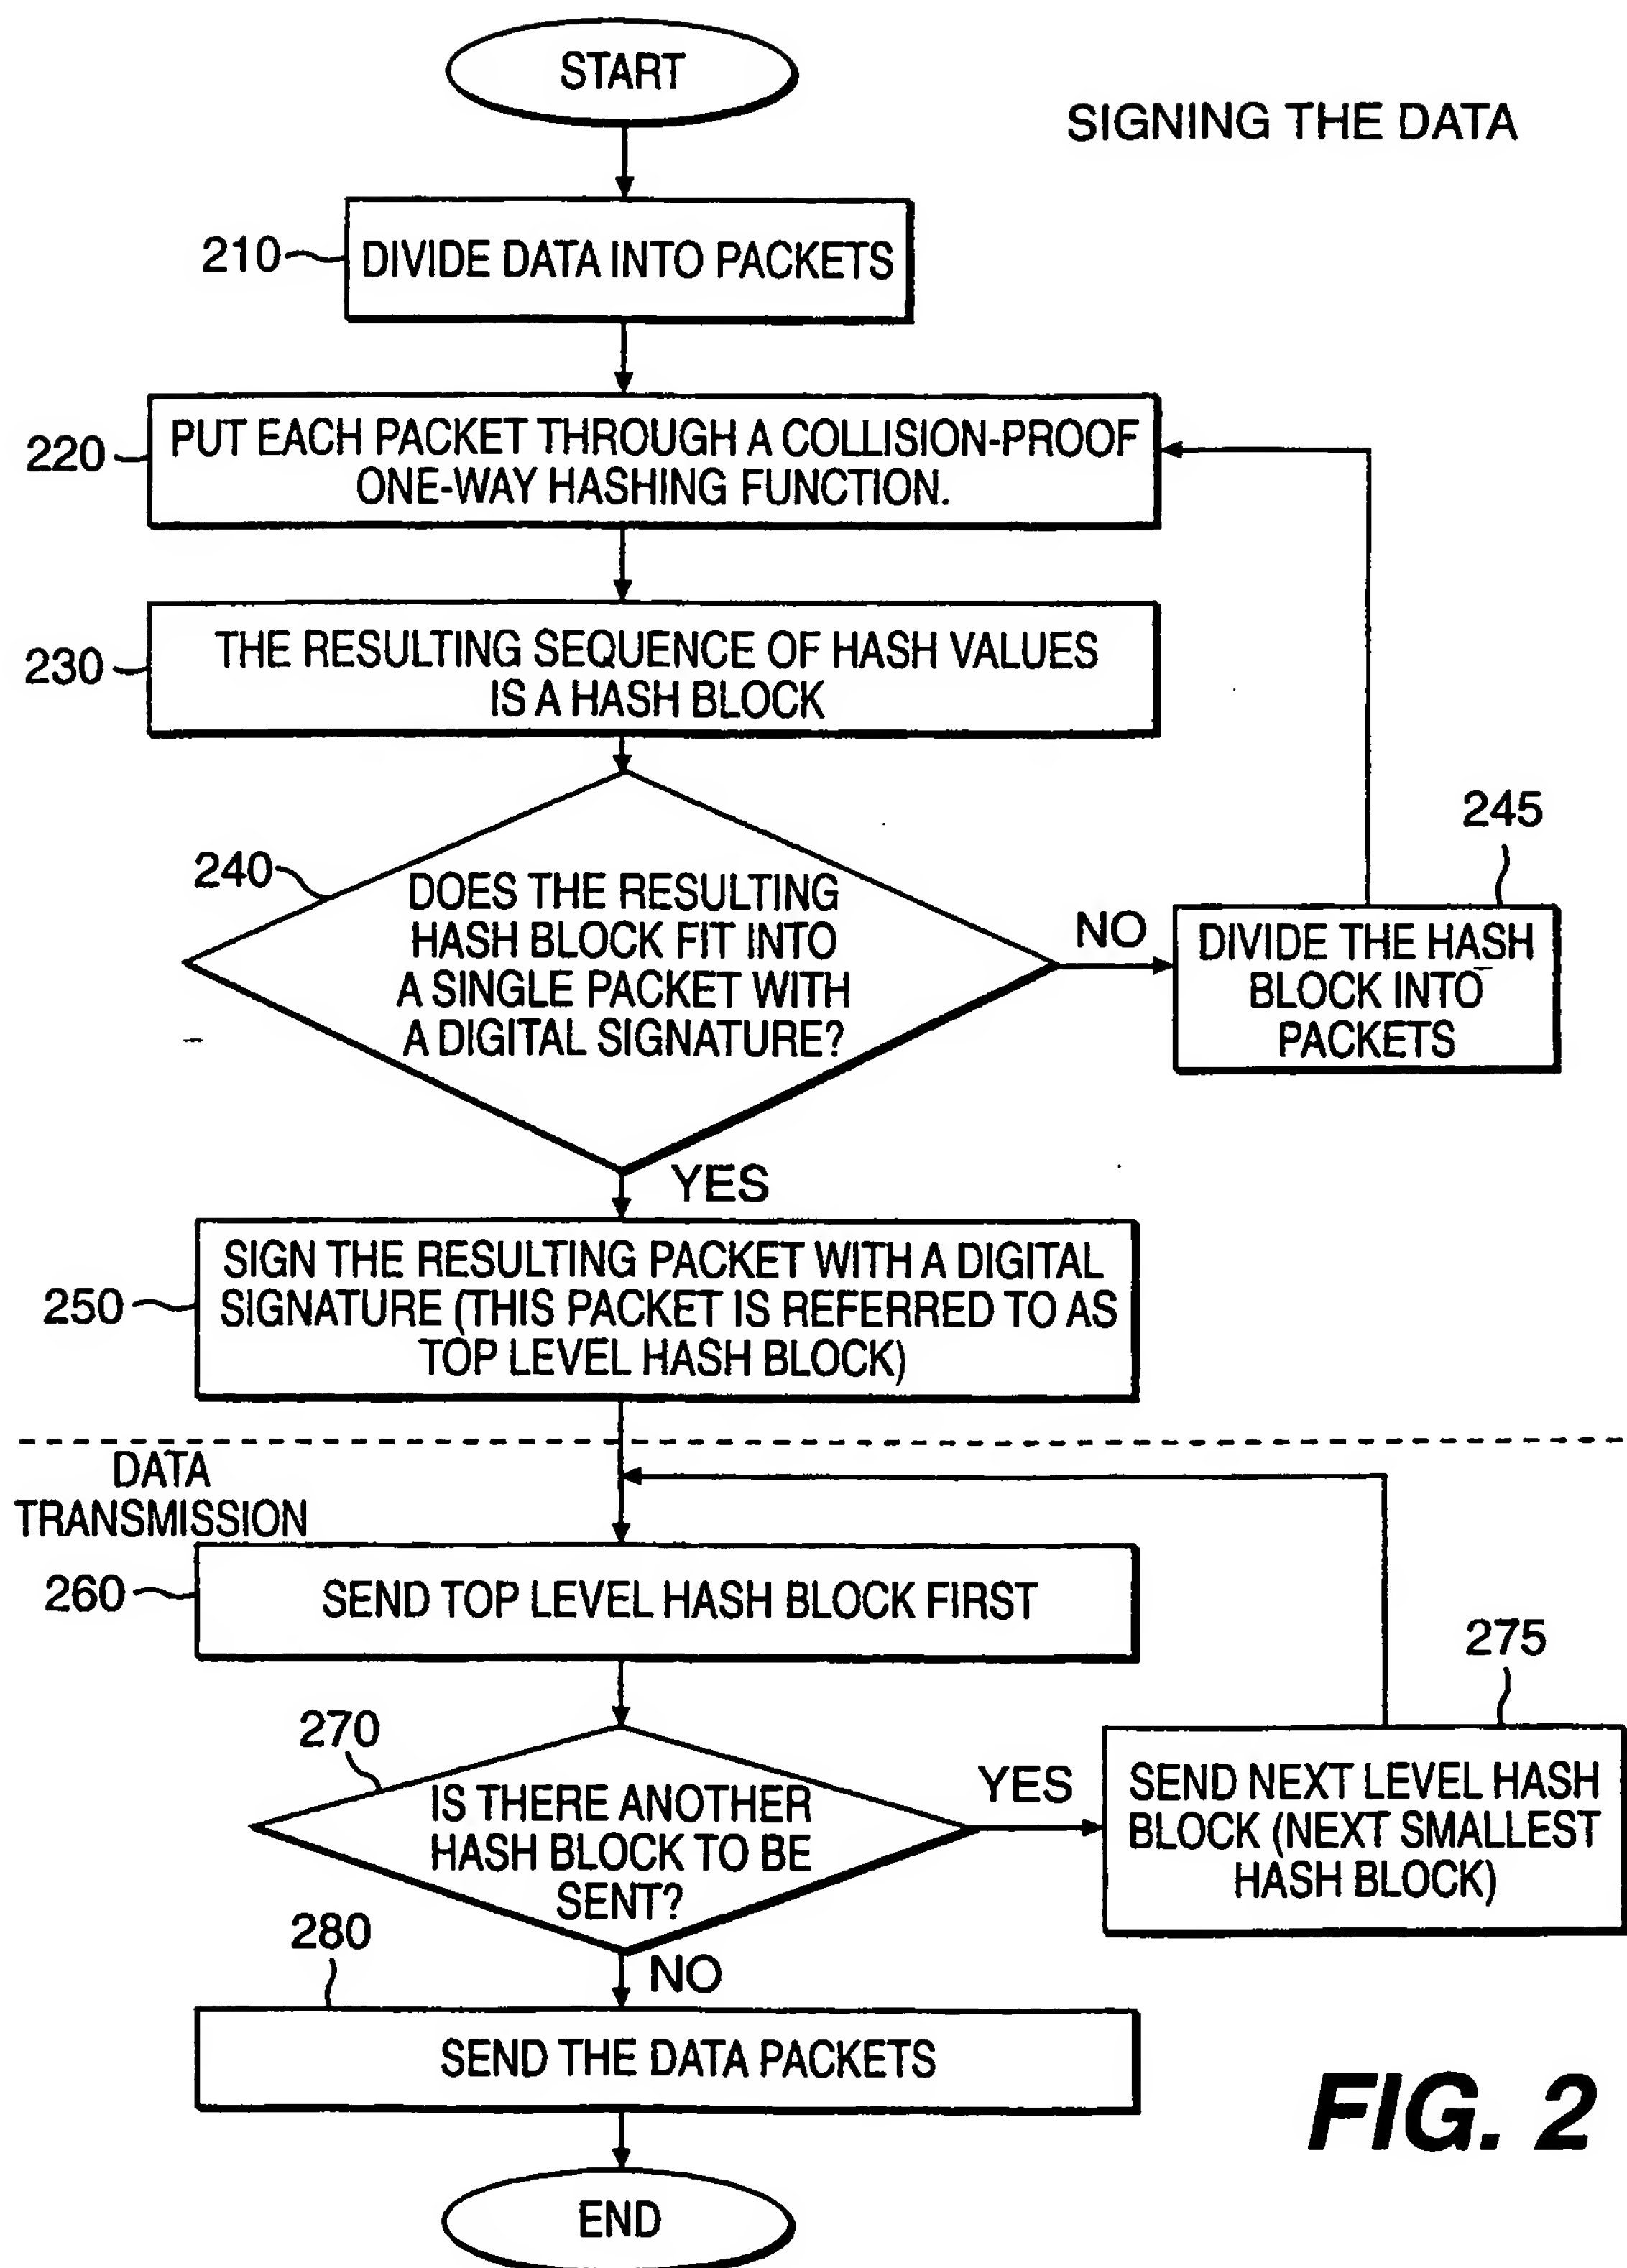 START
SIGNING THE DATA
210
DIVIDE DATA INTO PACKETS
220
PUT EACH PACKET THROUGH A COLLISION-PROOF
ONE-WAY HASHING FUNCTION.
230
THE RESULTING SEQUENCE OF HASH VALUES
IS A HASH BLOCK
240
DOES THE RESULTING
HASH BLOCK FIT INTO
A SINGLE PACKET WITH
A DIGITAL SIGNATURE?
NO
245
DIVIDE THE HASH
BLOCK INTO
PACKETS
YES
250
SIGN THE RESULTING PACKET WITH A DIGITAL
SIGNATURE (THIS PACKET IS REFERRED TO AS
TOP LEVEL HASH BLOCK)
DATA
TRANSMISSION
260
SEND TOP LEVEL HASH BLOCK FIRST
270
IS THERE ANOTHER
HASH BLOCK TO BE
SENT?
YES
275
SEND NEXT LEVEL HASH
BLOCK (NEXT SMALLEST
HASH BLOCK)
NO
280
SEND THE DATA PACKETS
END
FIG. 2